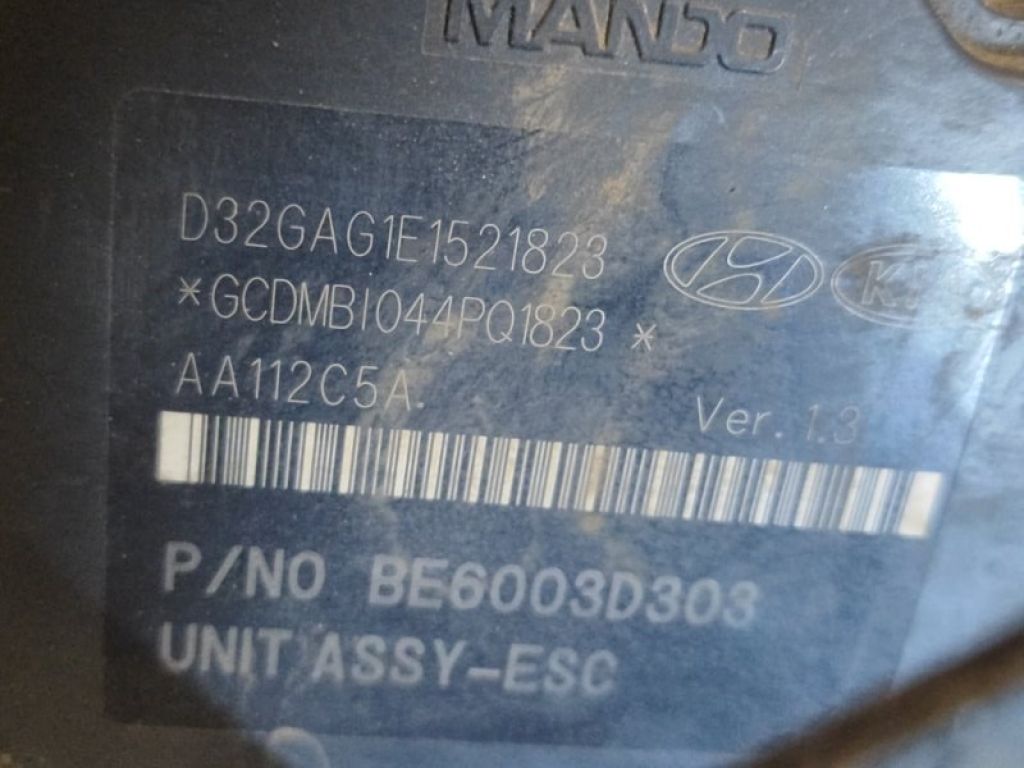 MANDO
D32GAG1E1521823
*GCDMBI044PQ1823 *
AA112C5A.
Ver. 1.3
P/NO BE6003D303
UNIT ASSY-ESC